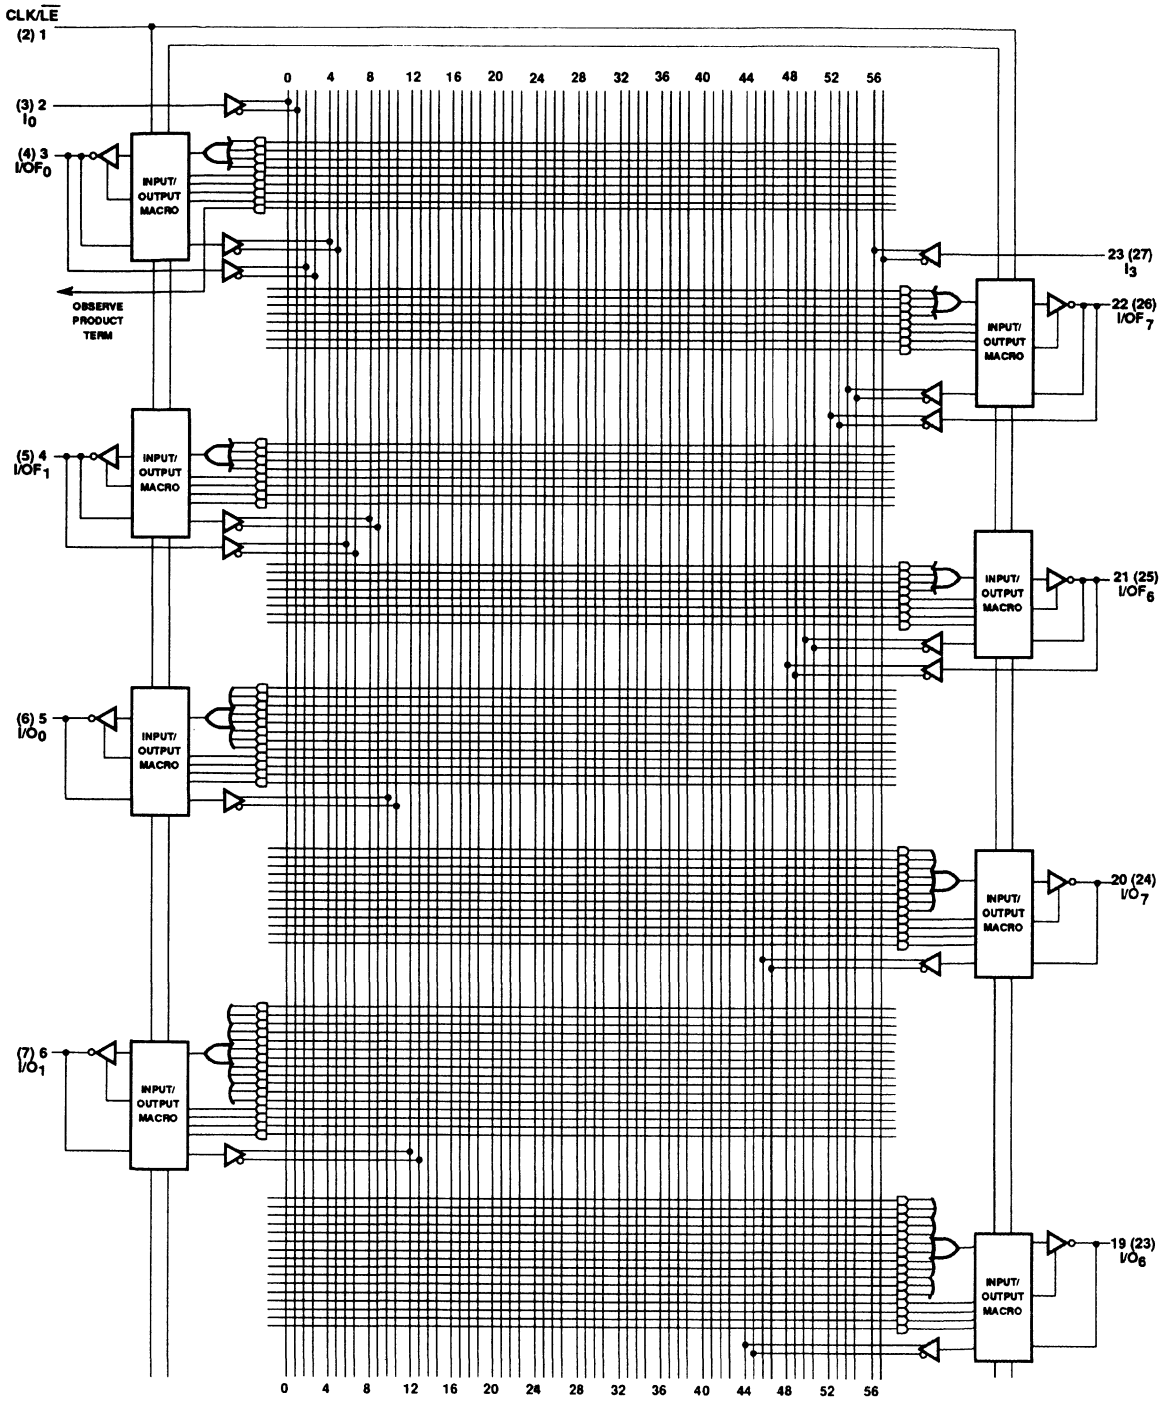 CLK/LE
(2) 1
0 4 8 12 16 20 24 28 32 36 40 44 48 52 56
(3) 2
I0
(4) 3
I/OF0
INPUT/
OUTPUT
MACRO
OBSERVE
PRODUCT
TERM
23 (27)
I3
22 (26)
I/OF7
INPUT/
OUTPUT
MACRO
(5) 4
I/OF1
INPUT/
OUTPUT
MACRO
21 (25)
I/OF6
INPUT/
OUTPUT
MACRO
(6) 5
I/O0
INPUT/
OUTPUT
MACRO
20 (24)
I/O7
INPUT/
OUTPUT
MACRO
(7) 6
I/O1
INPUT/
OUTPUT
MACRO
19 (23)
I/O6
INPUT/
OUTPUT
MACRO
0 4 8 12 16 20 24 28 32 36 40 44 48 52 56